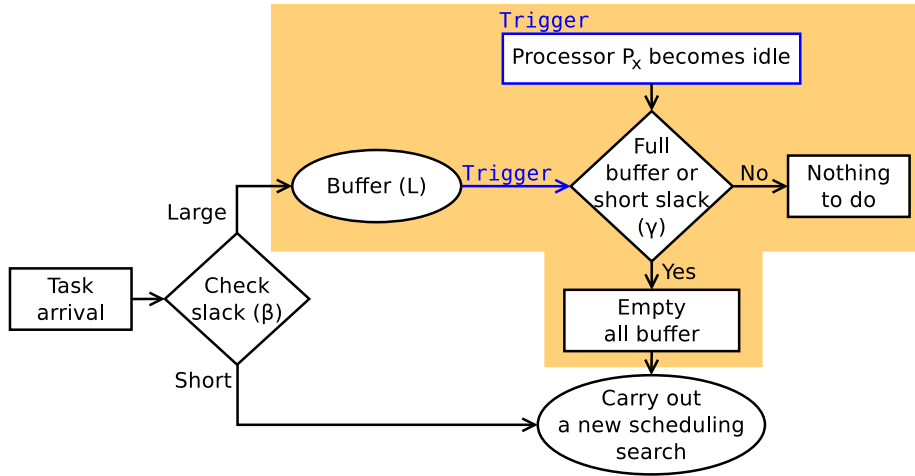 Trigger
Processor Px becomes idle
Full
buffer or
short slack
(γ)
No
Nothing
to do
Trigger
Buffer (L)
Large
Task
arrival
Check
slack (β)
Yes
Empty
all buffer
Short
Carry out
a new scheduling
search